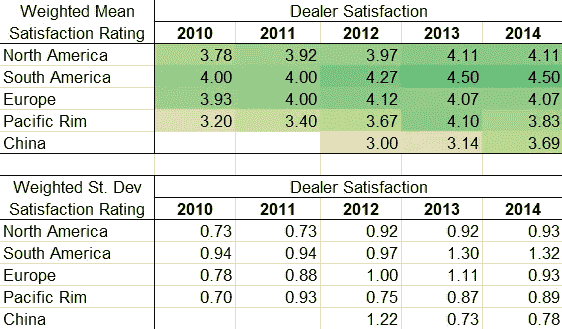 Weighted Mean Dealer Satisfaction
Satisfaction Rating 2010 2011 2012 2013 2014
North America 3.78 3.92 3.97 4.11 4.11
South America 4.00 4.00 4.27 4.50 4.50
Europe 3.93 4.00 4.12 4.07 4.07
Pacific Rim 3.20 3.40 3.67 4.10 3.83
China 3.00 3.14 3.69
Weighted St. Dev Dealer Satisfaction
Satisfaction Rating 2010 2011 2012 2013 2014
North America 0.73 0.73 0.92 0.92 0.93
South America 0.94 0.94 0.97 1.30 1.32
Europe 0.78 0.88 1.00 1.11 0.93
Pacific Rim 0.70 0.93 0.75 0.87 0.89
China 1.22 0.73 0.78